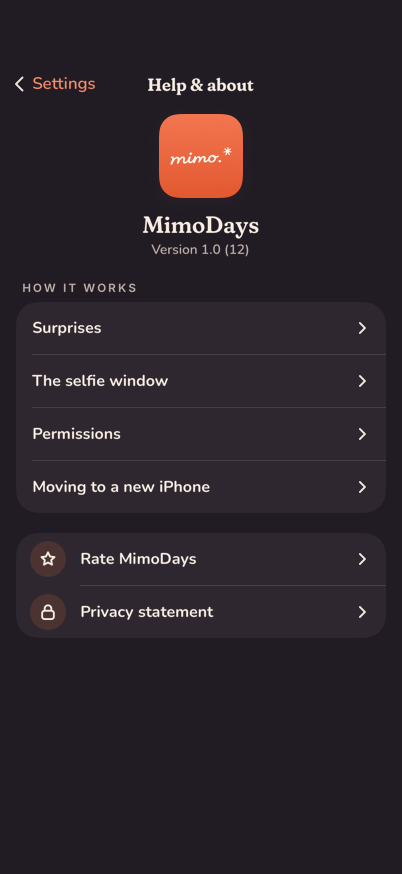 Settings
Help & about
mimo.*
MimoDays
Version 1.0 (12)
HOW IT WORKS
Surprises
The selfie window
Permissions
Moving to a new iPhone
Rate MimoDays
Privacy statement